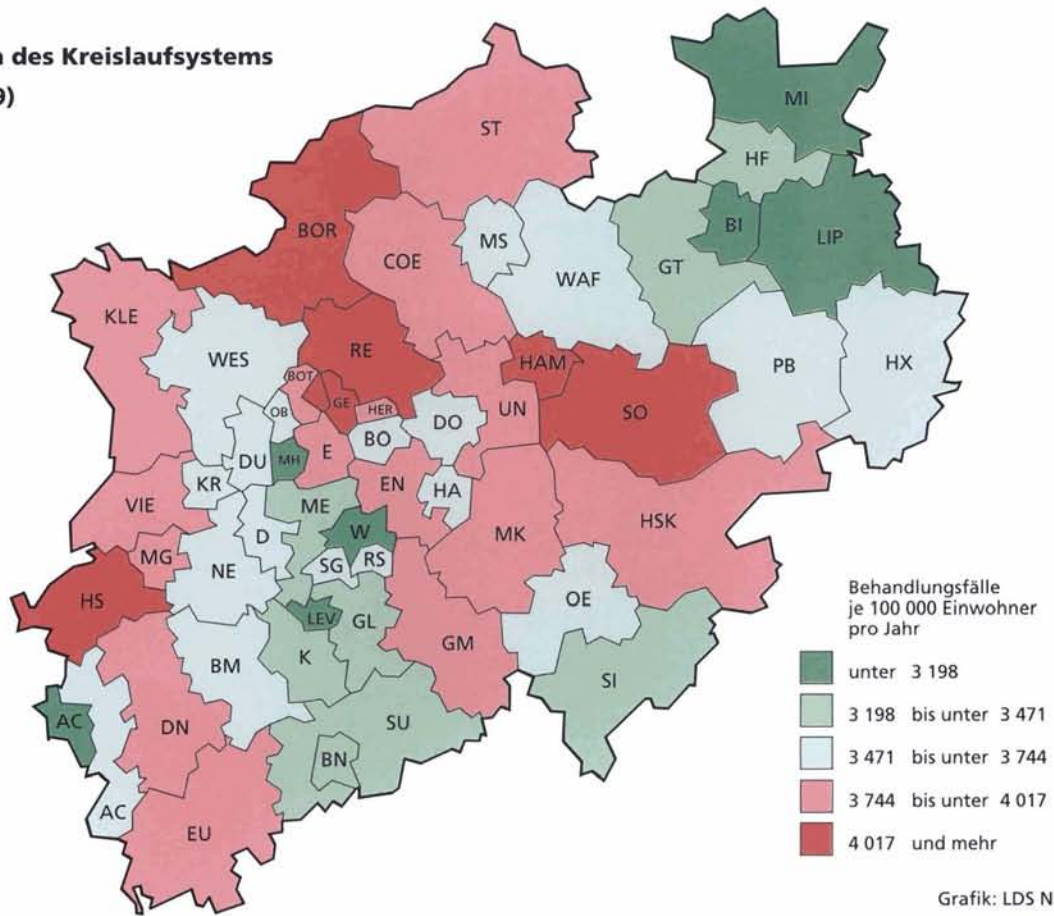 des Kreislaufsystems
9)
ST
MI
HF
BOR
MS
BI
LIP
COE
WAF
GT
KLE
WES
RE
HAM
PB
HX
BOT
GE
HER
UN
SO
OB
BO
DO
DU
MH
E
KR
EN
HA
VIE
ME
MK
HSK
D
W
MG
SG
RS
NE
HS
OE
LEV
GL
K
GM
BM
SI
AC
DN
SU
BN
AC
EU
Behandlungsfälle
je 100 000 Einwohner
pro Jahr
unter 3 198
3 198 bis unter 3 471
3 471 bis unter 3 744
3 744 bis unter 4 017
4 017 und mehr
Grafik: LDS N